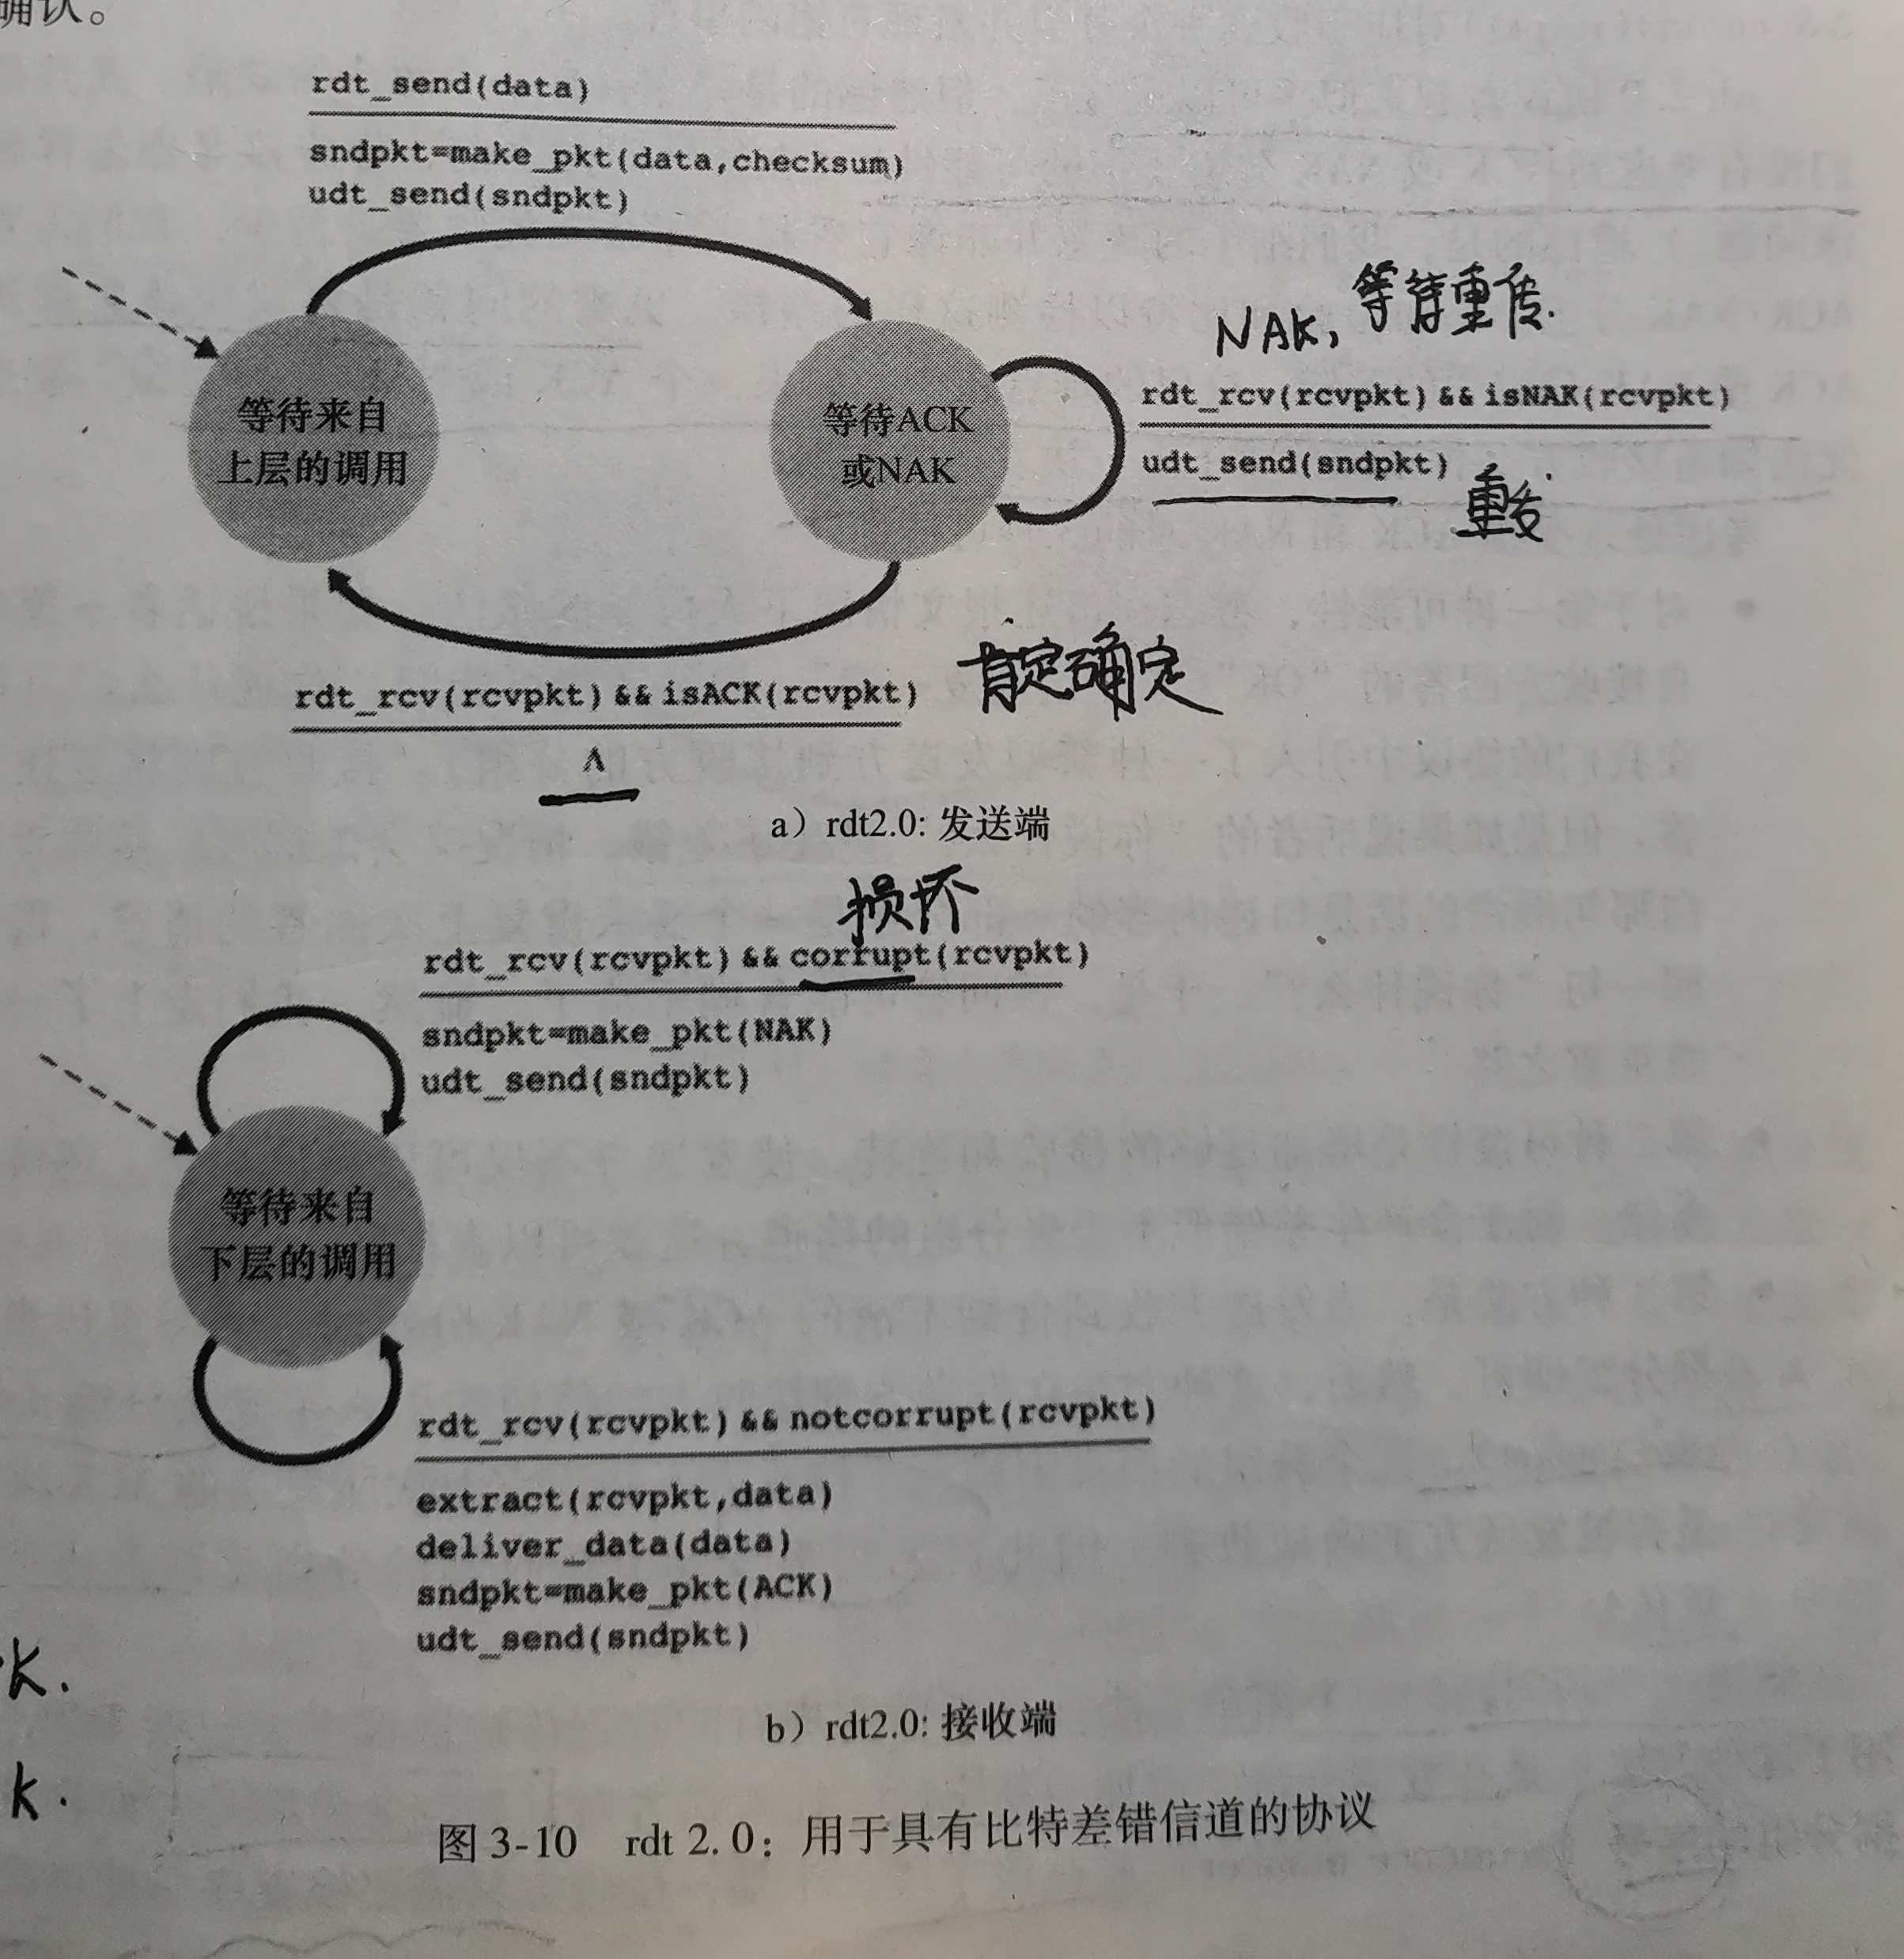 确认。
rdt_send(data)
sndpkt=make_pkt(data,checksum)
udt_send(sndpkt)
NAK, 等待重传.
等待来自
上层的调用
等待ACK
或NAK
rdt_rcv(rcvpkt) && isNAK(rcvpkt)
udt_send(sndpkt)
重发
rdt_rcv(rcvpkt) && isACK(rcvpkt)
肯定确定
Λ
a）rdt2.0: 发送端
损坏
rdt_rcv(rcvpkt) && corrupt(rcvpkt)
sndpkt=make_pkt(NAK)
udt_send(sndpkt)
等待来自
下层的调用
rdt_rcv(rcvpkt) && notcorrupt(rcvpkt)
extract(rcvpkt,data)
deliver_data(data)
sndpkt=make_pkt(ACK)
udt_send(sndpkt)
K.
b）rdt2.0: 接收端
k.
图 3-10 rdt 2.0：用于具有比特差错信道的协议